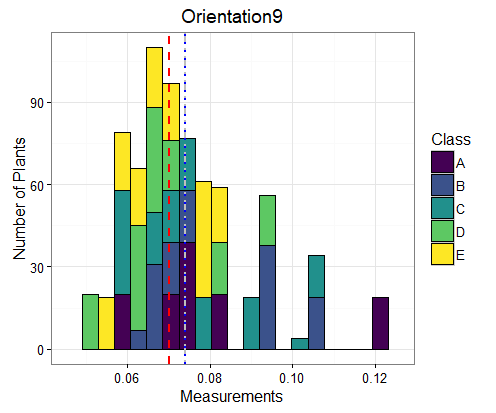 Orientation9
Number of Plants
90
60
30
0
0.06 0.08 0.10 0.12
Measurements
Class
A
B
C
D
E